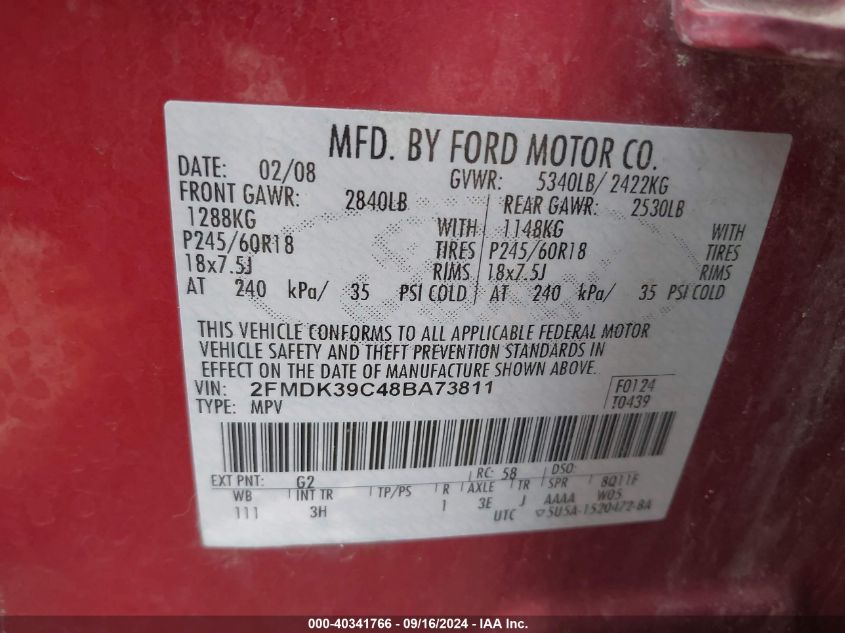 MFD. BY FORD MOTOR CO.
DATE: 02/08 GVWR: 5340LB/ 2422KG
FRONT GAWR: 2840LB REAR GAWR: 2530LB
1288KG WITH 1148KG WITH
P245/60R18 TIRES P245/60R18 TIRES
18x7.5J RIMS 18x7.5J RIMS
AT 240 kPa/ 35 PSI COLD AT 240 kPa/ 35 PSI COLD
THIS VEHICLE CONFORMS TO ALL APPLICABLE FEDERAL MOTOR
VEHICLE SAFETY AND THEFT PREVENTION STANDARDS IN
EFFECT ON THE DATE OF MANUFACTURE SHOWN ABOVE.
VIN: 2FMDK39C48BA73811 F0124
TYPE: MPV T0439
EXT PNT: G2 RC: 58 DSO:
WB INT TR TP/PS R AXLE TR SPR 8Q11F
111 3H 1 3E J AAAA W05
UTC 5U5A-1520472-BA
000-40341766 - 09/16/2024 - IAA Inc.